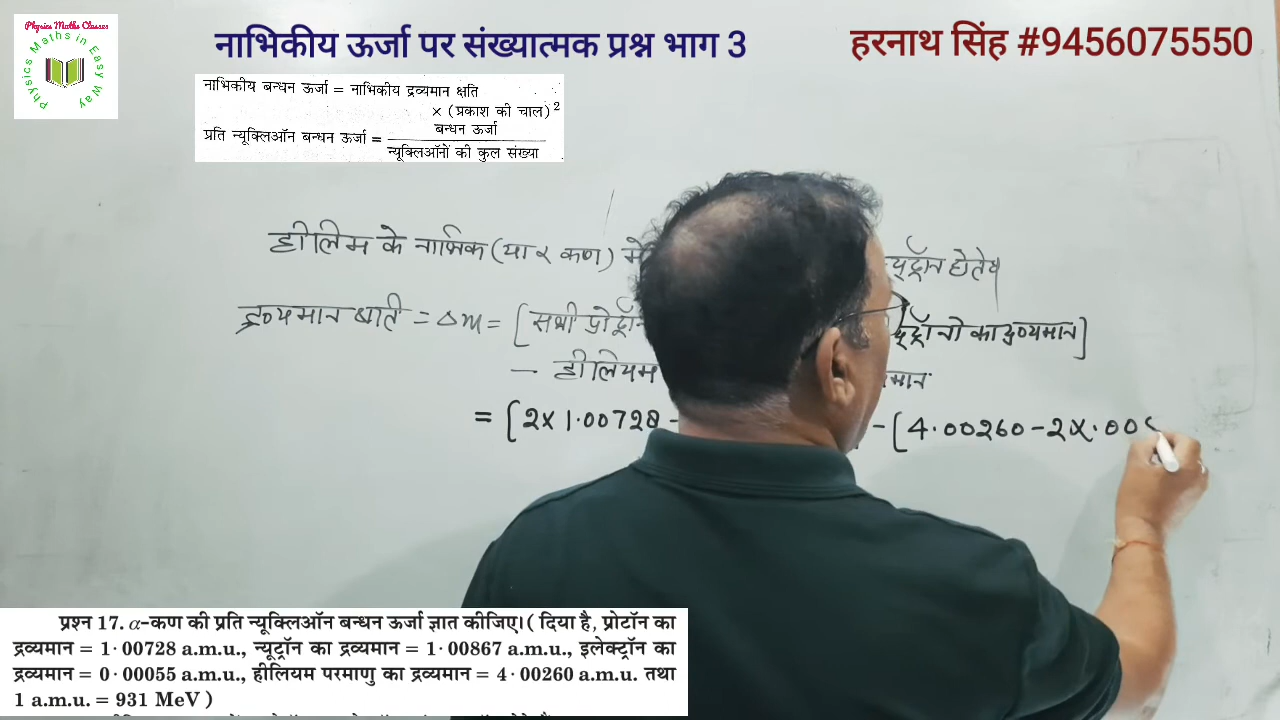 Physics Maths Classes
Physics Maths in Easy Way
नाभिकीय ऊर्जा पर संख्यात्मक प्रश्न भाग 3
हरनाथ सिंह #9456075550
नाभिकीय बन्धन ऊर्जा = नाभिकीय द्रव्यमान क्षति
× (प्रकाश की चाल)²
प्रति न्यूक्लिऑन बन्धन ऊर्जा = बन्धन ऊर्जा
न्यूक्लिऑनों की कुल संख्या
हीलिम के नाभिक (या α कण) में होतेहैं
द्रव्यमान क्षति = Δm = [सभी का द्रव्यमान]
- हीलियम
= [2×1.00728 - [4.00260-2×.00
प्रश्न 17. α-कण की प्रति न्यूक्लिऑन बन्धन ऊर्जा ज्ञात कीजिए। ( दिया है, प्रोटॉन का
द्रव्यमान = 1·00728 a.m.u., न्यूट्रॉन का द्रव्यमान = 1·00867 a.m.u., इलेक्ट्रॉन का
द्रव्यमान = 0·00055 a.m.u., हीलियम परमाणु का द्रव्यमान = 4·00260 a.m.u. तथा
1 a.m.u. = 931 MeV )